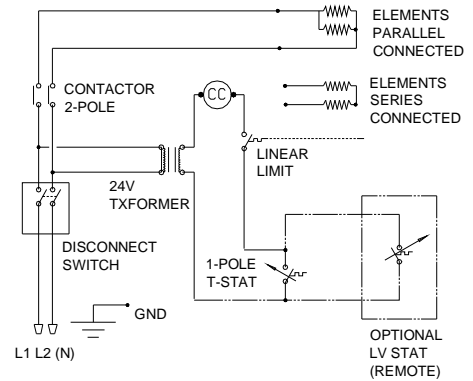 ELEMENTS
PARALLEL
CONNECTED
CONTACTOR
2-POLE
CC
ELEMENTS
SERIES
CONNECTED
LINEAR
LIMIT
24V
TXFORMER
DISCONNECT
SWITCH
1-POLE
T-STAT
GND
L1 L2 (N)
OPTIONAL
LV STAT
(REMOTE)